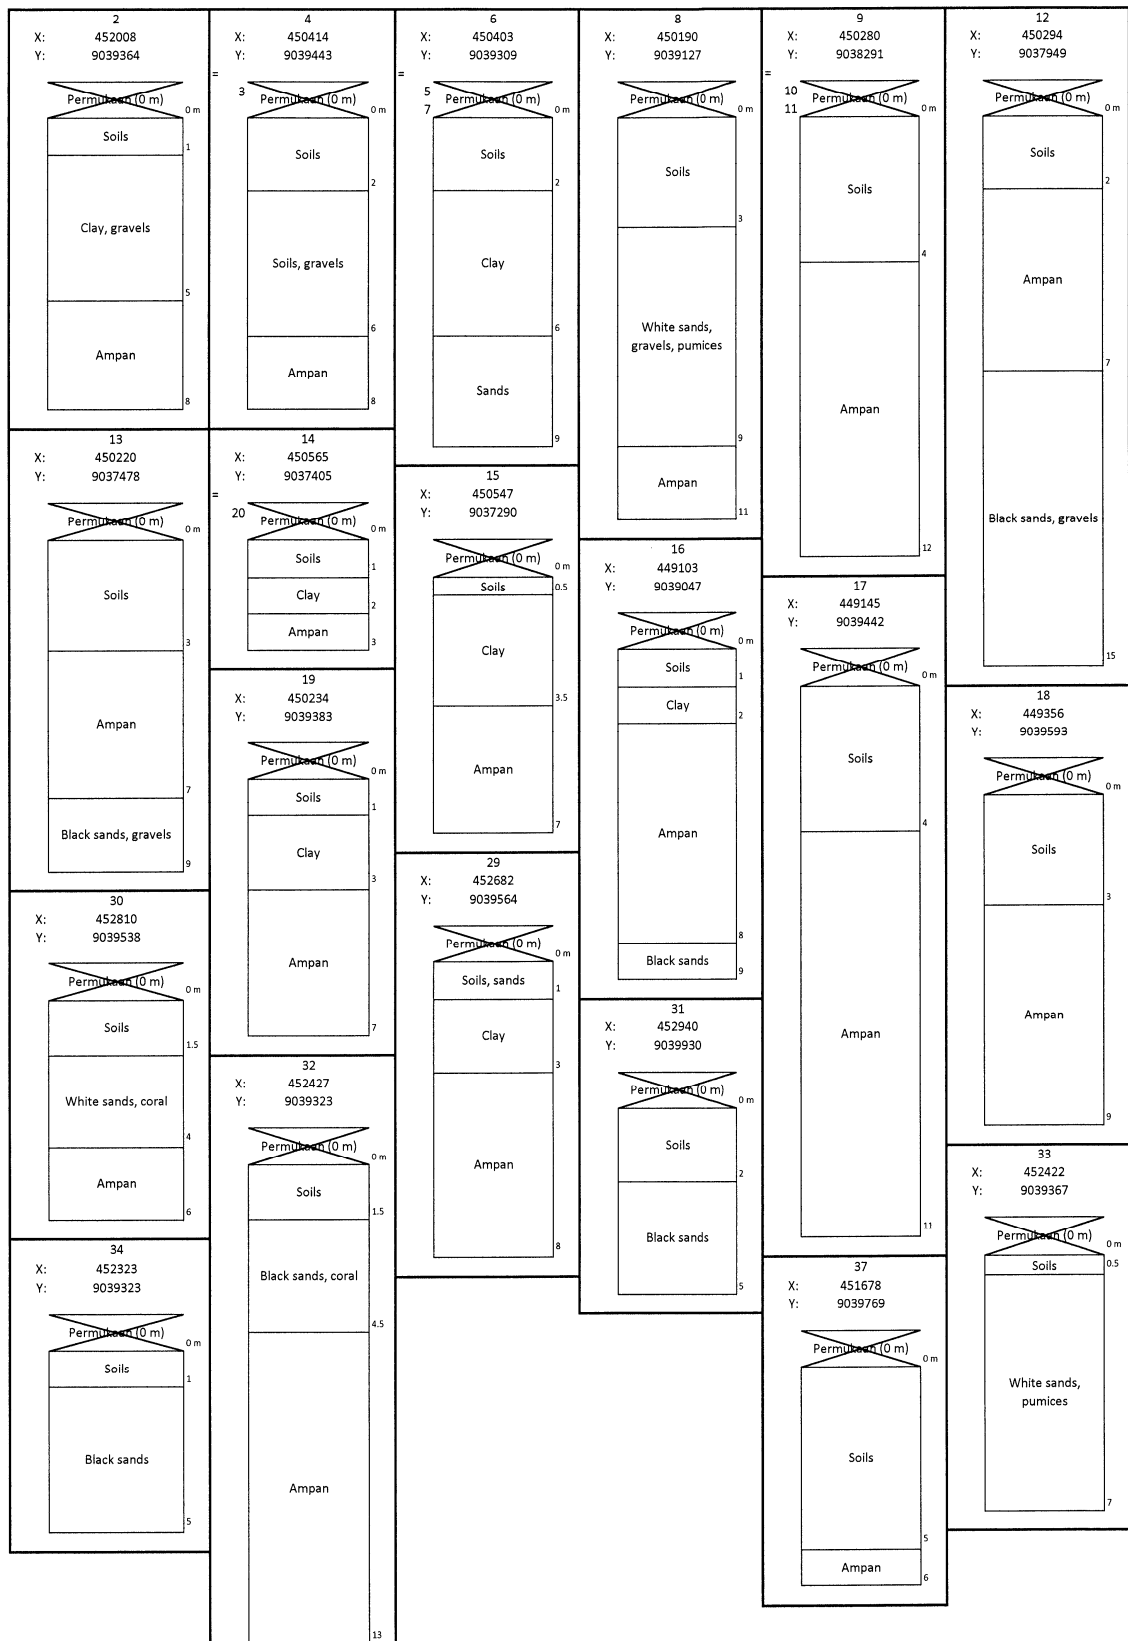 2
X: 452008
Y: 9039364
Permukaan (0 m)
0 m
Soils
1
Clay, gravels
5
Ampan
8
4
X: 450414
Y: 9039443
=
3
Permukaan (0 m)
0 m
Soils
2
Soils, gravels
6
Ampan
8
6
X: 450403
Y: 9039309
=
5
7
Permukaan (0 m)
0 m
Soils
2
Clay
6
Sands
9
8
X: 450190
Y: 9039127
Permukaan (0 m)
0 m
Soils
3
White sands,
gravels, pumices
9
Ampan
11
9
X: 450280
Y: 9038291
=
10
11
Permukaan (0 m)
0 m
Soils
4
Ampan
12
12
X: 450294
Y: 9037949
Permukaan (0 m)
0 m
Soils
2
Ampan
7
Black sands, gravels
15
13
X: 450220
Y: 9037478
Permukaan (0 m)
0 m
Soils
3
Ampan
7
Black sands, gravels
9
14
X: 450565
Y: 9037405
=
20
Permukaan (0 m)
0 m
Soils
1
Clay
2
Ampan
3
15
X: 450547
Y: 9037290
Permukaan (0 m)
0 m
Soils
0.5
Clay
3.5
Ampan
7
16
X: 449103
Y: 9039047
Permukaan (0 m)
0 m
Soils
1
Clay
2
Ampan
8
Black sands
9
17
X: 449145
Y: 9039442
Permukaan (0 m)
0 m
Soils
4
Ampan
11
18
X: 449356
Y: 9039593
Permukaan (0 m)
0 m
Soils
3
Ampan
9
19
X: 450234
Y: 9039383
Permukaan (0 m)
0 m
Soils
1
Clay
3
Ampan
7
29
X: 452682
Y: 9039564
Permukaan (0 m)
0 m
Soils, sands
1
Clay
3
Ampan
8
30
X: 452810
Y: 9039538
Permukaan (0 m)
0 m
Soils
1.5
White sands, coral
4
Ampan
6
31
X: 452940
Y: 9039930
Permukaan (0 m)
0 m
Soils
2
Black sands
5
32
X: 452427
Y: 9039323
Permukaan (0 m)
0 m
Soils
1.5
Black sands, coral
4.5
Ampan
13
33
X: 452422
Y: 9039367
Permukaan (0 m)
0 m
Soils
0.5
White sands,
pumices
7
34
X: 452323
Y: 9039323
Permukaan (0 m)
0 m
Soils
1
Black sands
5
37
X: 451678
Y: 9039769
Permukaan (0 m)
0 m
Soils
5
Ampan
6